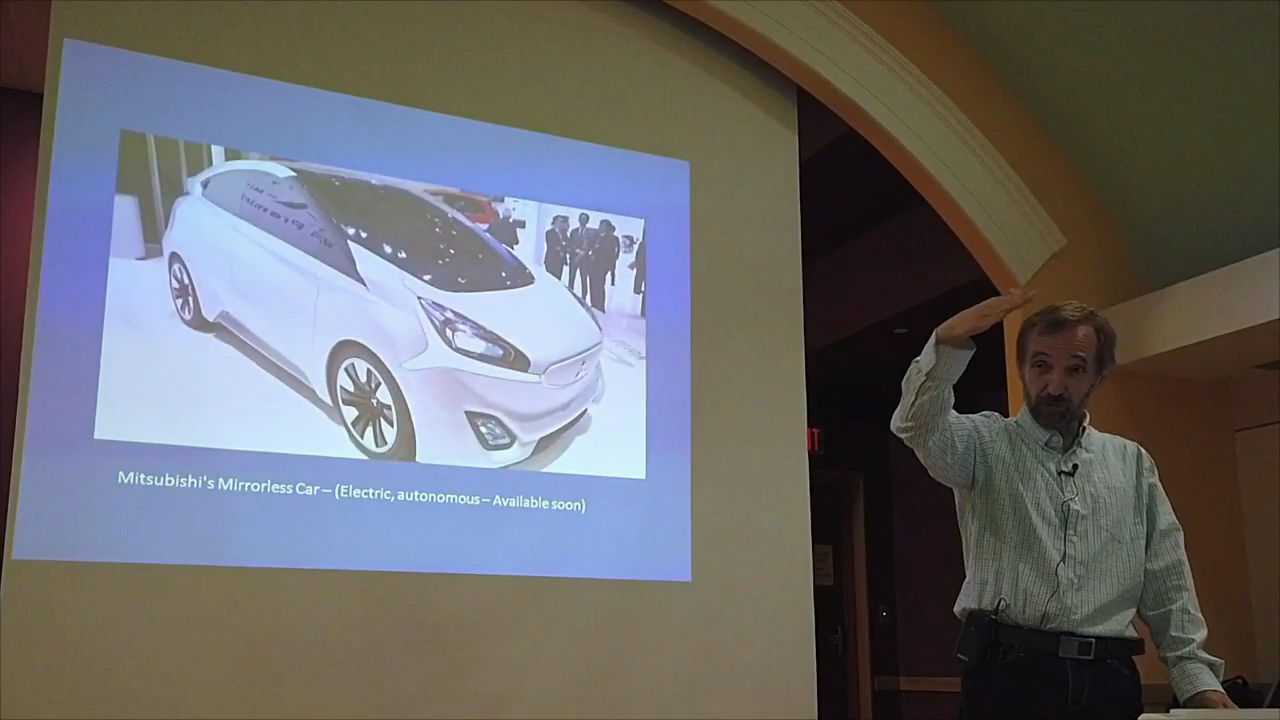 Mitsubishi's Mirrorless Car – (Electric, autonomous – Available soon)